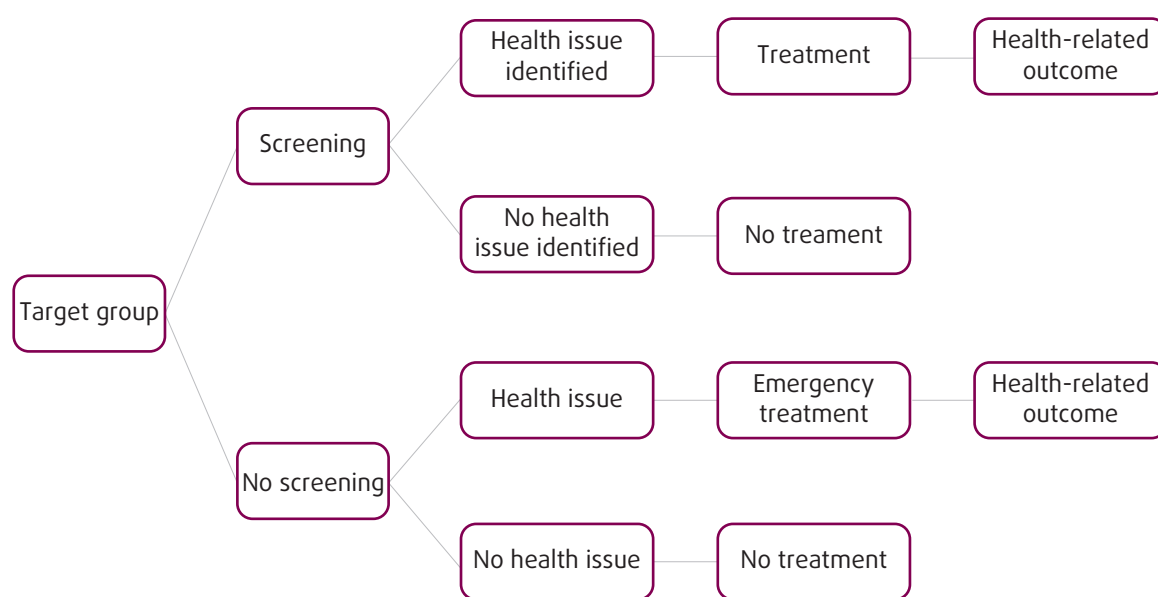 Health issue
identified
Treatment
Health-related
outcome
Screening
No health
issue identified
No treament
Target group
Health issue
Emergency
treatment
Health-related
outcome
No screening
No health issue
No treatment